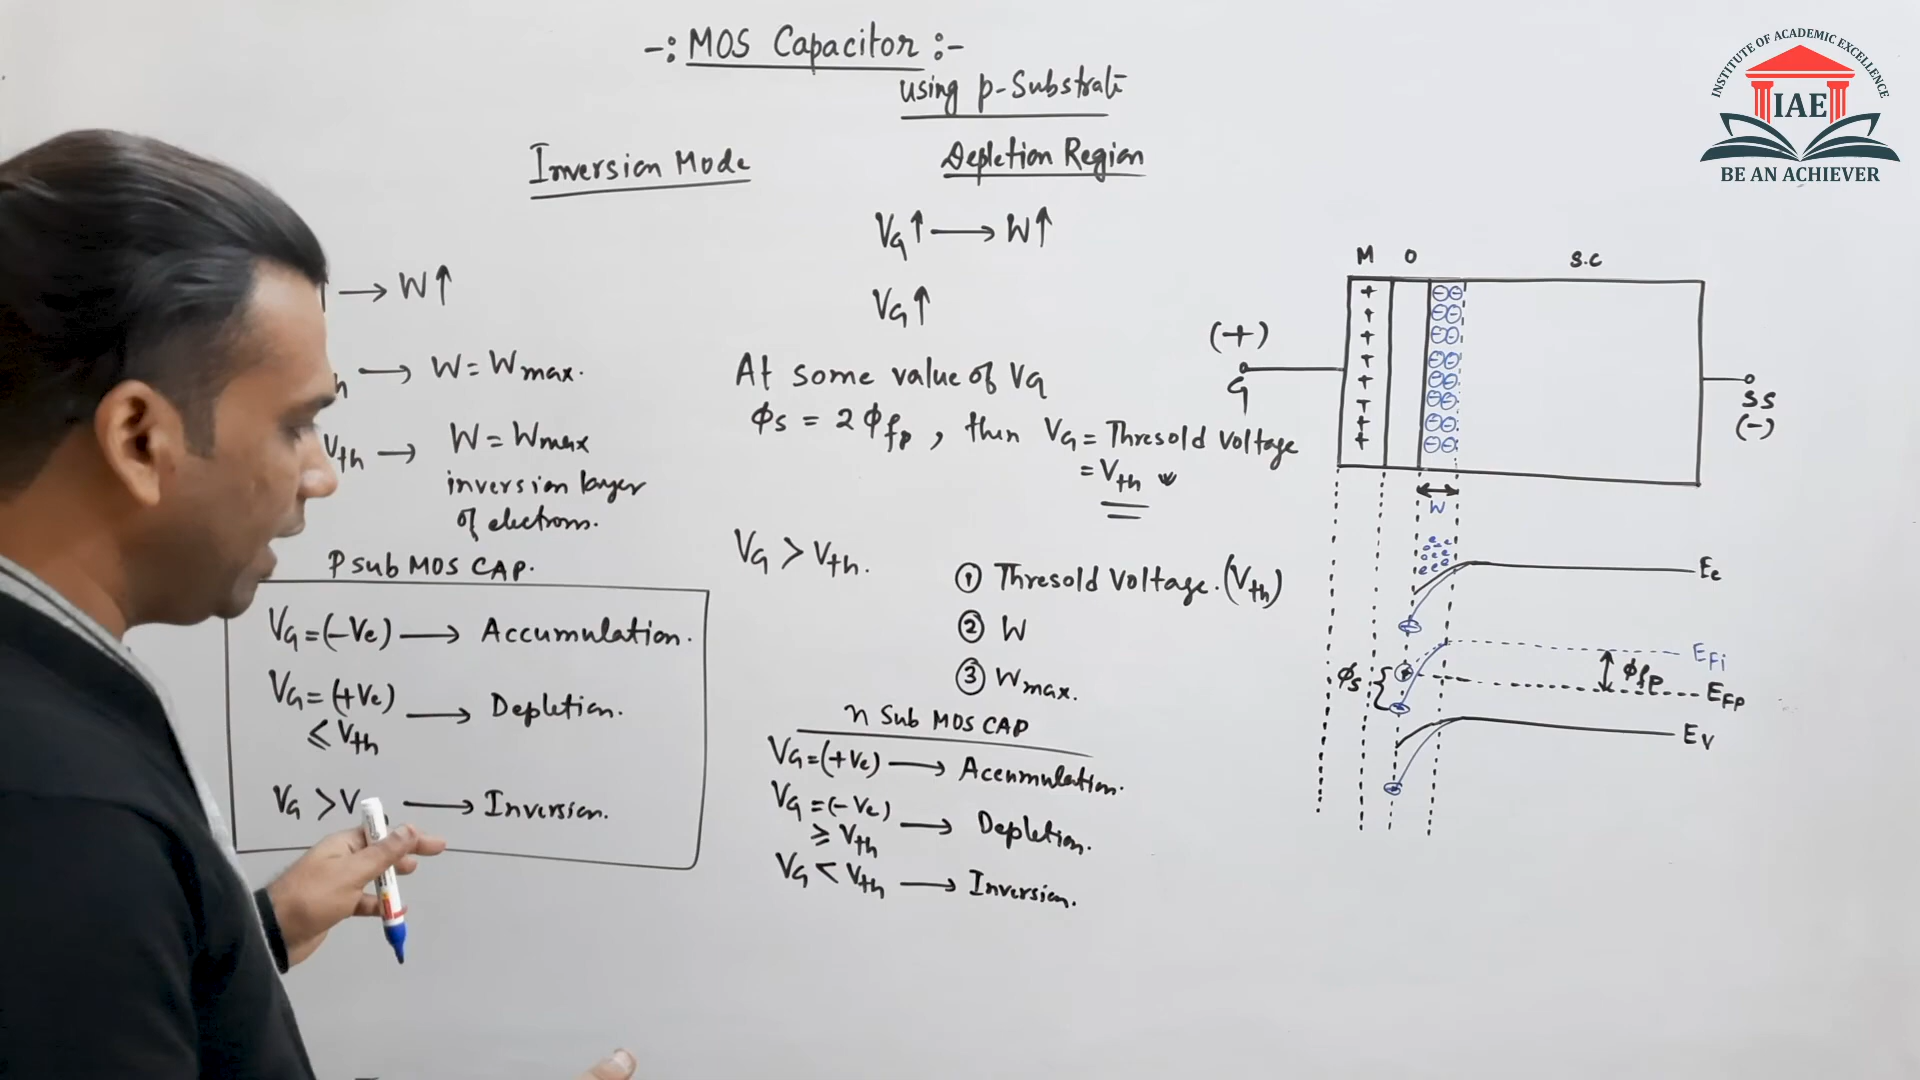 -: MOS Capacitor :-
using p-Substrate
Inversion Mode
Depletion Region
VG↑ ⟶ W↑
VG↑
⟶ W↑
h ⟶ W = Wmax.
Vth ⟶ W = Wmax
inversion layer
of electrons.
At some value of VG
ϕs = 2ϕfp, then VG = Thresold Voltage
= Vth
VG > Vth.
① Thresold Voltage. (Vth)
② W
③ Wmax.
P Sub MOS CAP.
VG = (-Ve) ⟶ Accumulation.
VG = (+Ve) ⟶ Depletion.
≤ Vth
VG > V ⟶ Inversion.
n Sub MOS CAP
VG = (+Ve) ⟶ Accumulation.
VG = (-Ve) ⟶ Depletion.
≥ Vth
VG < Vth ⟶ Inversion.
M O S.C
(+)
G
SS
(-)
W
Ec
EFi
ϕs
ϕfp
EFp
Ev
INSTITUTE OF ACADEMIC EXCELLENCE
IAE
BE AN ACHIEVER